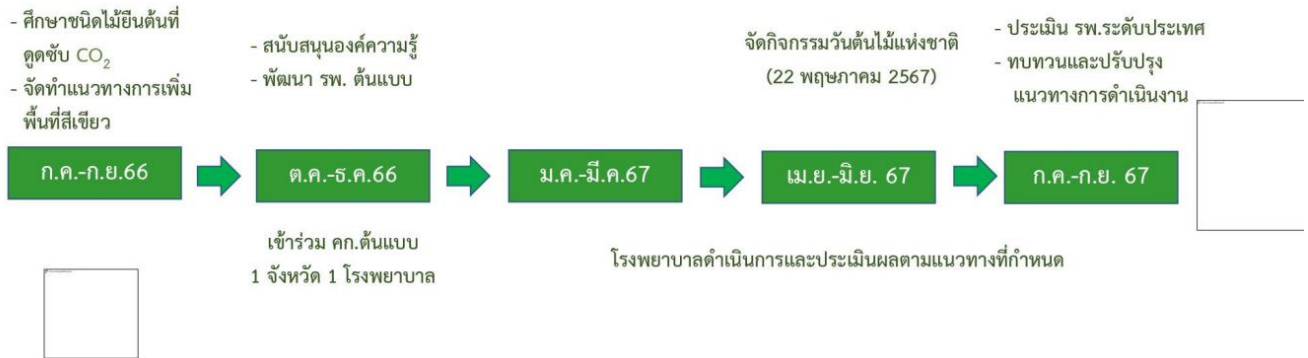 - ศึกษาชนิดไม้ยืนต้นที่
ดูดซับ CO₂
- จัดทำแนวทางการเพิ่ม
พื้นที่สีเขียว
- สนับสนุนองค์ความรู้
- พัฒนา รพ. ต้นแบบ
จัดกิจกรรมวันต้นไม้แห่งชาติ
(22 พฤษภาคม 2567)
- ประเมิน รพ.ระดับประเทศ
- ทบทวนและปรับปรุง
แนวทางการดำเนินงาน
ก.ค.-ก.ย.66
ต.ค.-ธ.ค.66
ม.ค.-มี.ค.67
เม.ย.-มิ.ย. 67
ก.ค.-ก.ย. 67
เข้าร่วม คก.ต้นแบบ
1 จังหวัด 1 โรงพยาบาล
โรงพยาบาลดำเนินการและประเมินผลตามแนวทางที่กำหนด